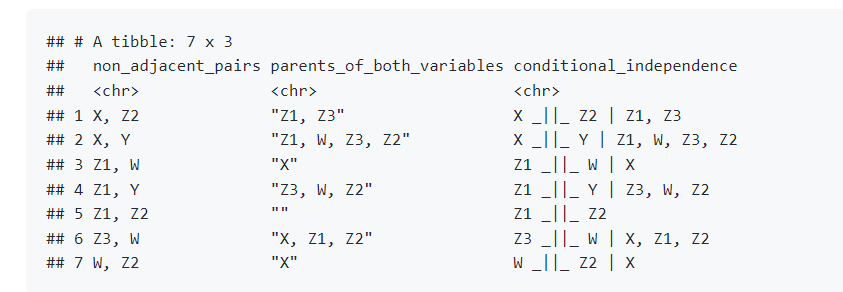 ## # A tibble: 7 x 3
##   non_adjacent_pairs parents_of_both_variables conditional_independence
##   <chr>              <chr>                     <chr>
## 1 X, Z2              "Z1, Z3"                  X _||_ Z2 | Z1, Z3
## 2 X, Y               "Z1, W, Z3, Z2"           X _||_ Y | Z1, W, Z3, Z2
## 3 Z1, W              "X"                       Z1 _||_ W | X
## 4 Z1, Y              "Z3, W, Z2"               Z1 _||_ Y | Z3, W, Z2
## 5 Z1, Z2             ""                        Z1 _||_ Z2
## 6 Z3, W              "X, Z1, Z2"               Z3 _||_ W | X, Z1, Z2
## 7 W, Z2              "X"                       W _||_ Z2 | X